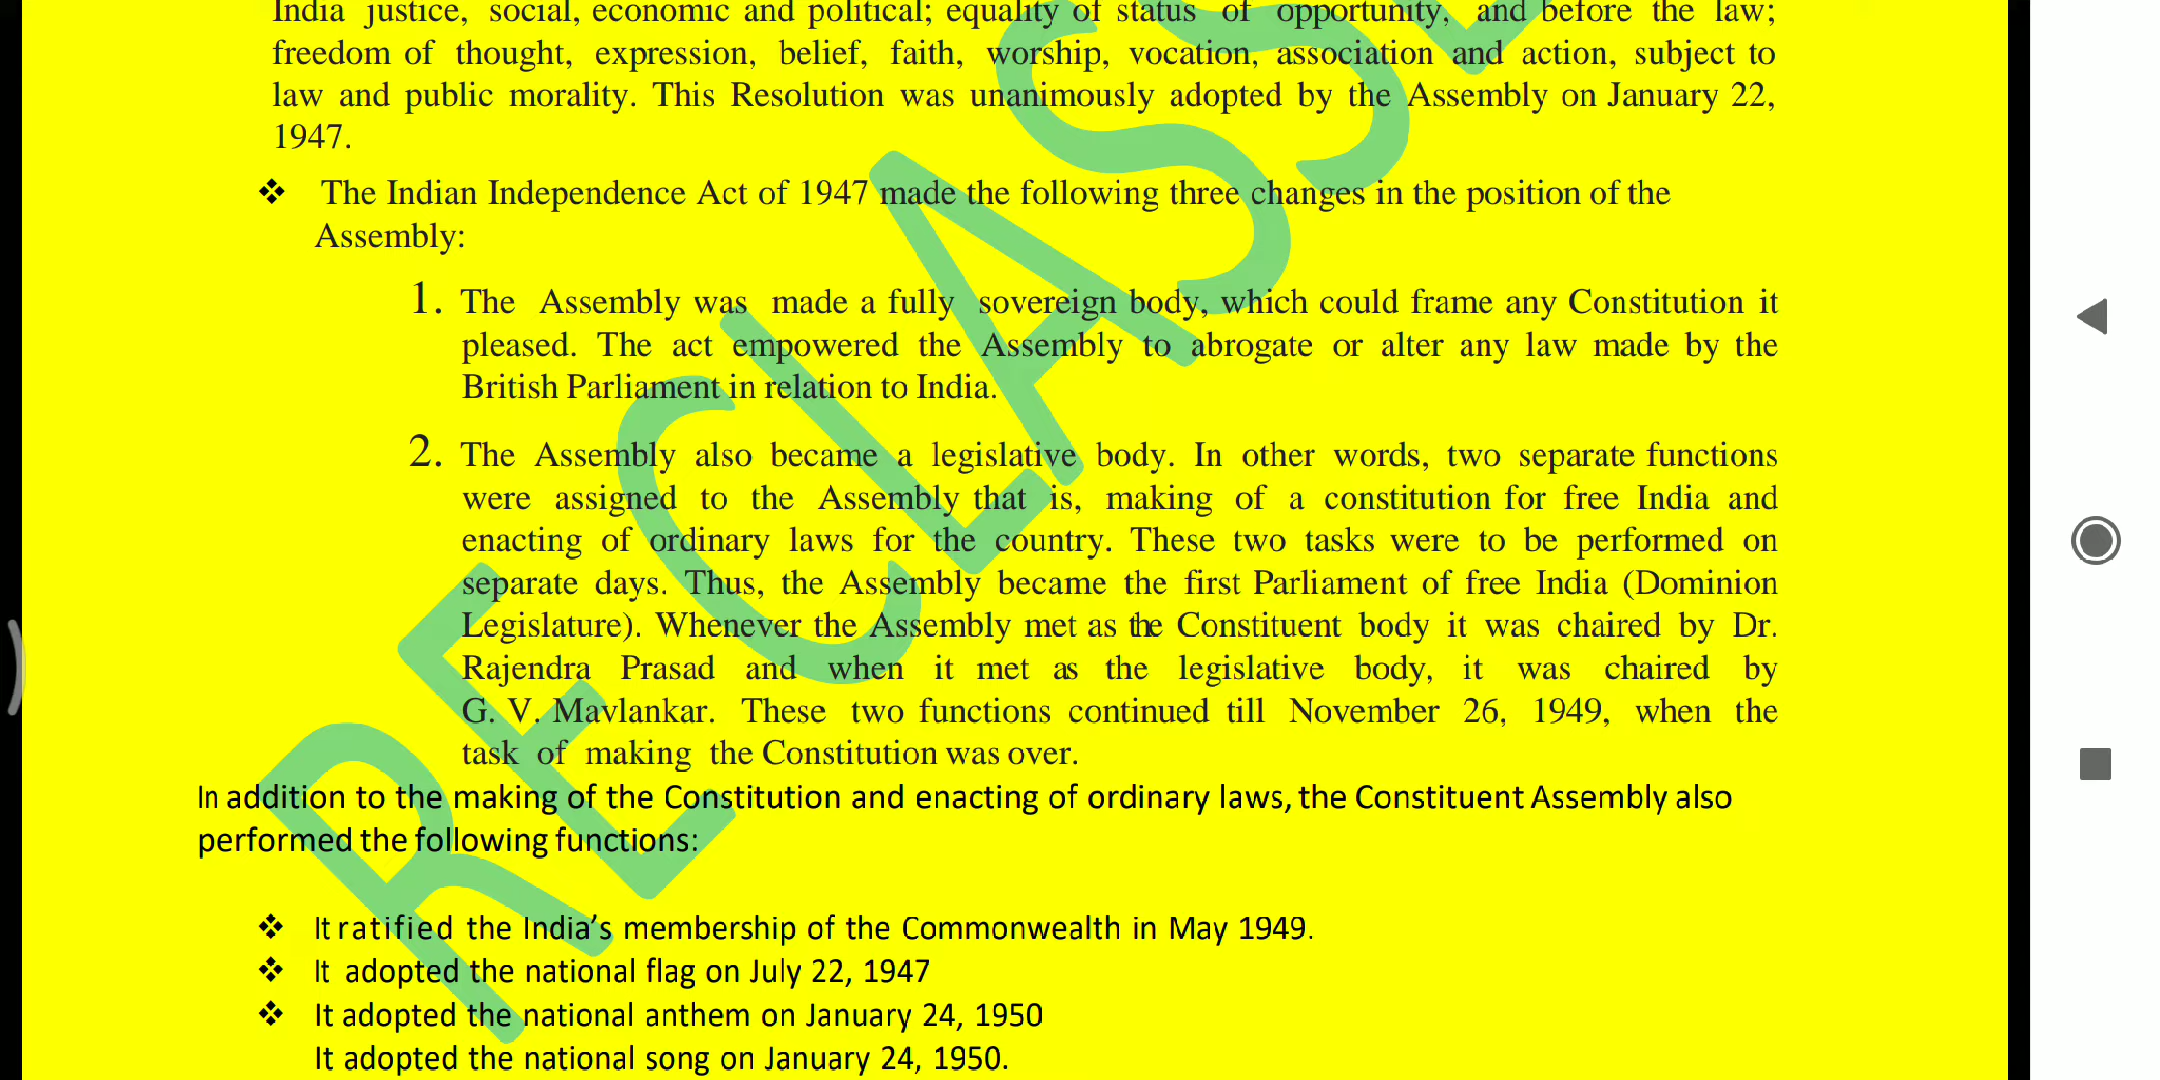 India justice, social, economic and political; equality of status of opportunity, and before the law;
freedom of thought, expression, belief, faith, worship, vocation, association and action, subject to
law and public morality. This Resolution was unanimously adopted by the Assembly on January 22,
1947.
❖ The Indian Independence Act of 1947 made the following three changes in the position of the
Assembly:
1. The Assembly was made a fully sovereign body, which could frame any Constitution it
pleased. The act empowered the Assembly to abrogate or alter any law made by the
British Parliament in relation to India.
2. The Assembly also became a legislative body. In other words, two separate functions
were assigned to the Assembly that is, making of a constitution for free India and
enacting of ordinary laws for the country. These two tasks were to be performed on
separate days. Thus, the Assembly became the first Parliament of free India (Dominion
Legislature). Whenever the Assembly met as the Constituent body it was chaired by Dr.
Rajendra Prasad and when it met as the legislative body, it was chaired by
G. V. Mavlankar. These two functions continued till November 26, 1949, when the
task of making the Constitution was over.
In addition to the making of the Constitution and enacting of ordinary laws, the Constituent Assembly also
performed the following functions:
❖ It ratified the India’s membership of the Commonwealth in May 1949.
❖ It adopted the national flag on July 22, 1947
❖ It adopted the national anthem on January 24, 1950
It adopted the national song on January 24, 1950.